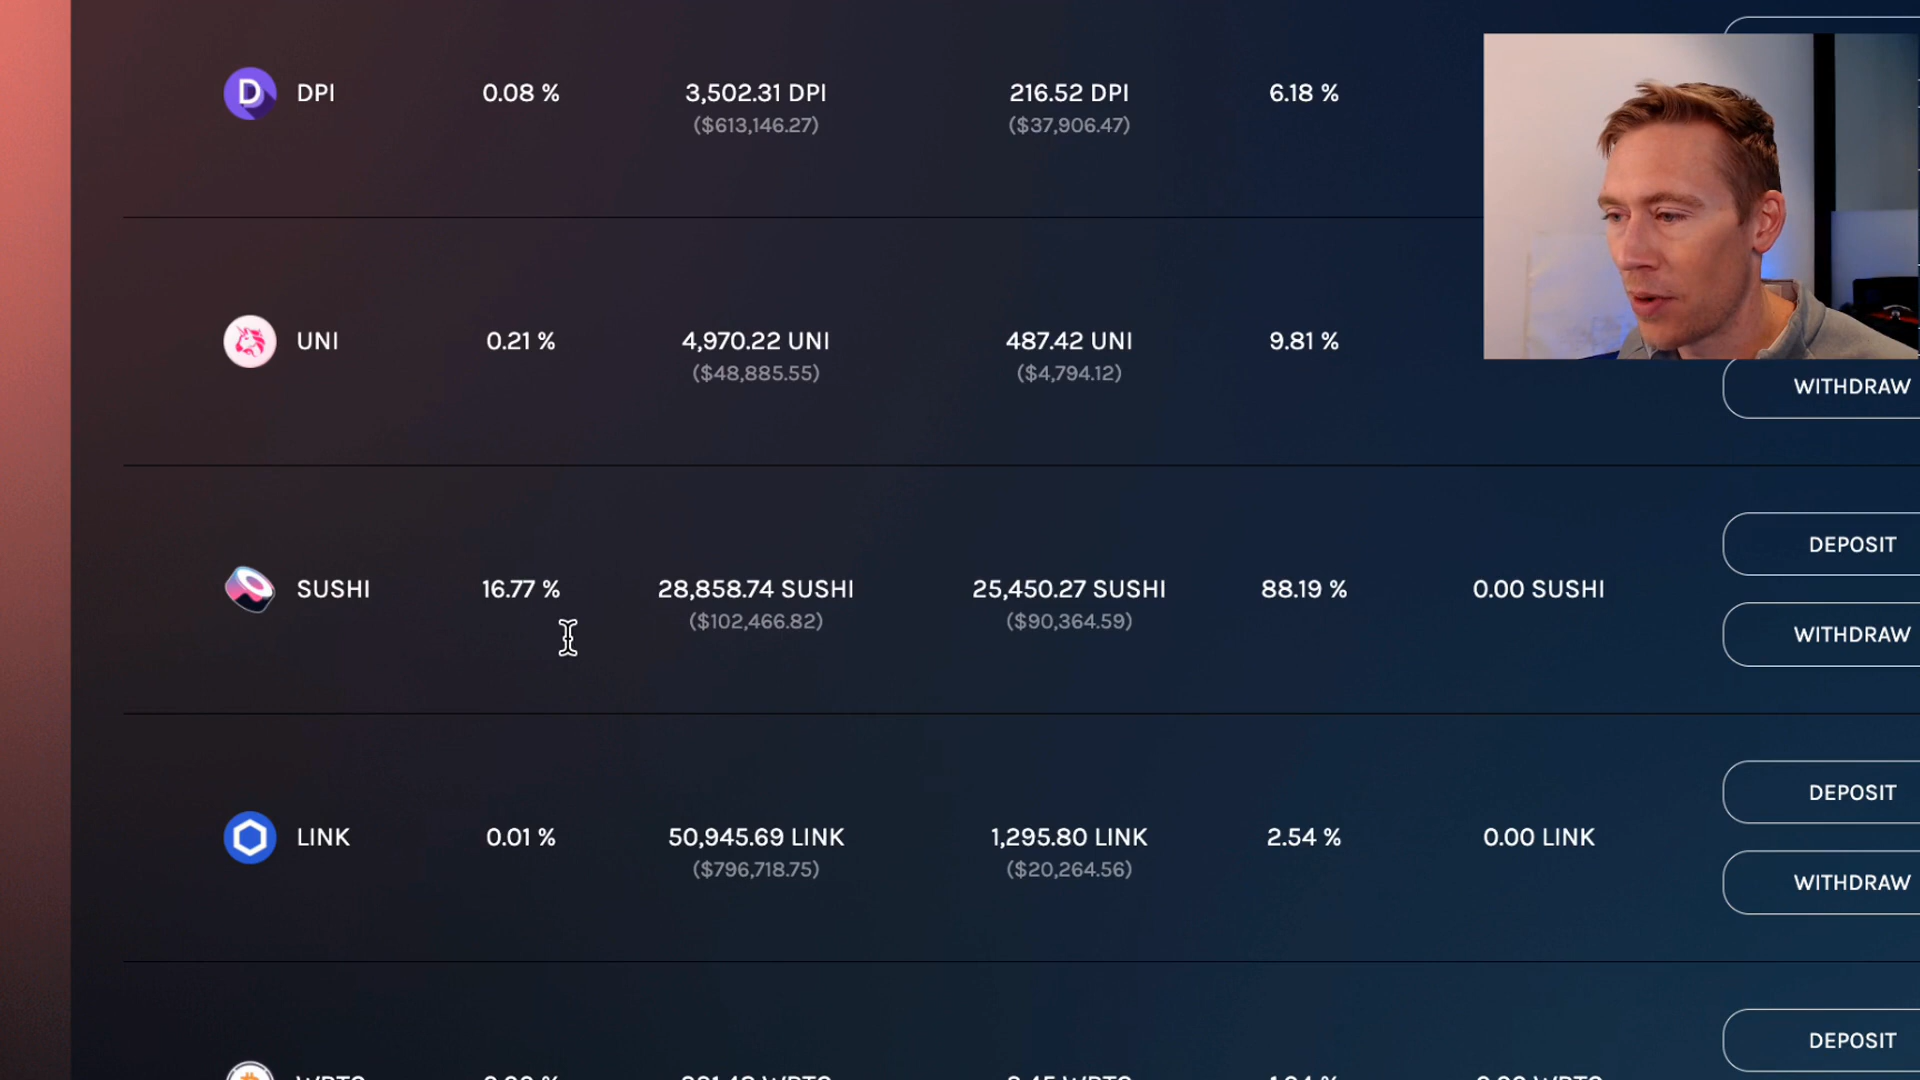 DPI 0.08 % 3,502.31 DPI 216.52 DPI 6.18 %
($613,146.27) ($37,906.47)
UNI 0.21 % 4,970.22 UNI 487.42 UNI 9.81 %
($48,885.55) ($4,794.12)
WITHDRAW
DEPOSIT
SUSHI 16.77 % 28,858.74 SUSHI 25,450.27 SUSHI 88.19 % 0.00 SUSHI
($102,466.82) ($90,364.59)
WITHDRAW
DEPOSIT
LINK 0.01 % 50,945.69 LINK 1,295.80 LINK 2.54 % 0.00 LINK
($796,718.75) ($20,264.56)
WITHDRAW
DEPOSIT